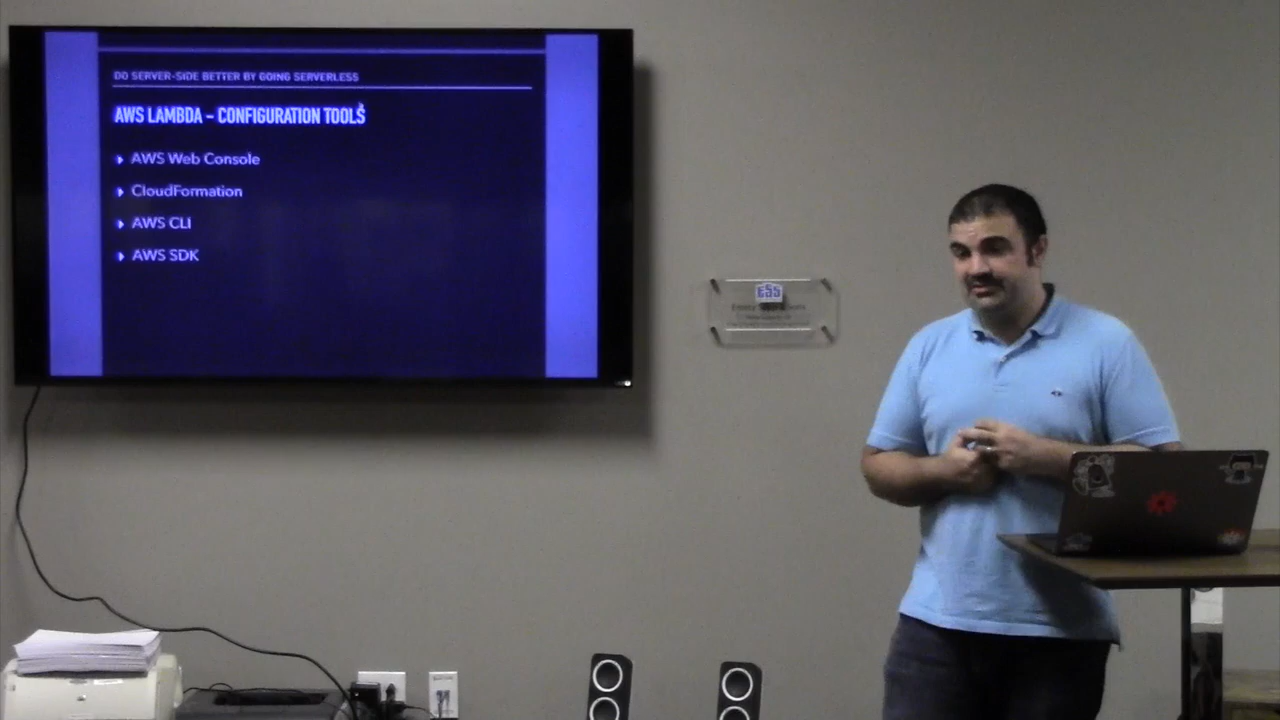 DO SERVER-SIDE BETTER BY GOING SERVERLESS
AWS LAMBDA – CONFIGURATION TOOLS
AWS Web Console
CloudFormation
AWS CLI
AWS SDK
ESS